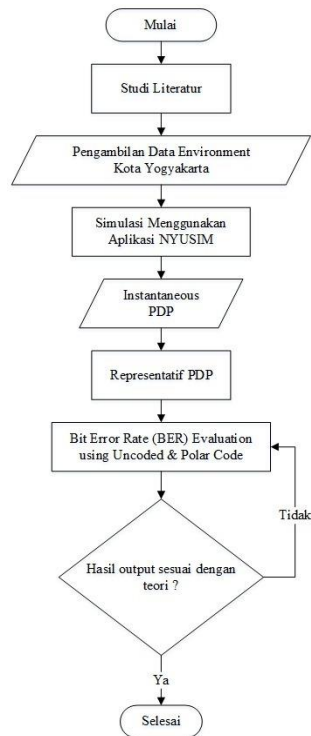 Mulai
Studi Literatur
Pengambilan Data Environment
Kota Yogyakarta
Simulasi Menggunakan
Aplikasi NYUSIM
Instantaneous
PDP
Representatif PDP
Bit Error Rate (BER) Evaluation
using Uncoded & Polar Code
Tidak
Hasil output sesuai dengan
teori ?
Ya
Selesai